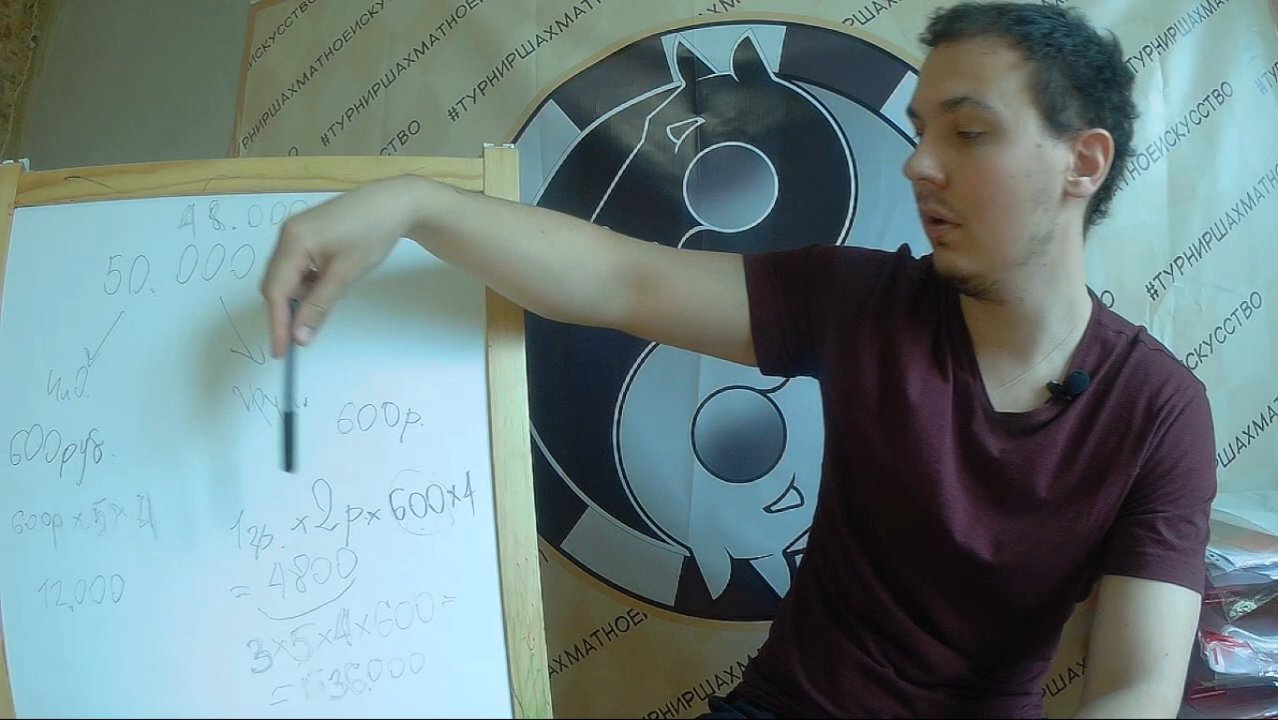 48.000
50.000
инд.
600руб.
600р.
600р × 5 × 4
1гр. × 2р × 600 × 4
= 4800
12.000
3 × 5 × 4 × 600 =
= 36.000
#ТУРНИРШАХМАТНОЕИСКУССТВО